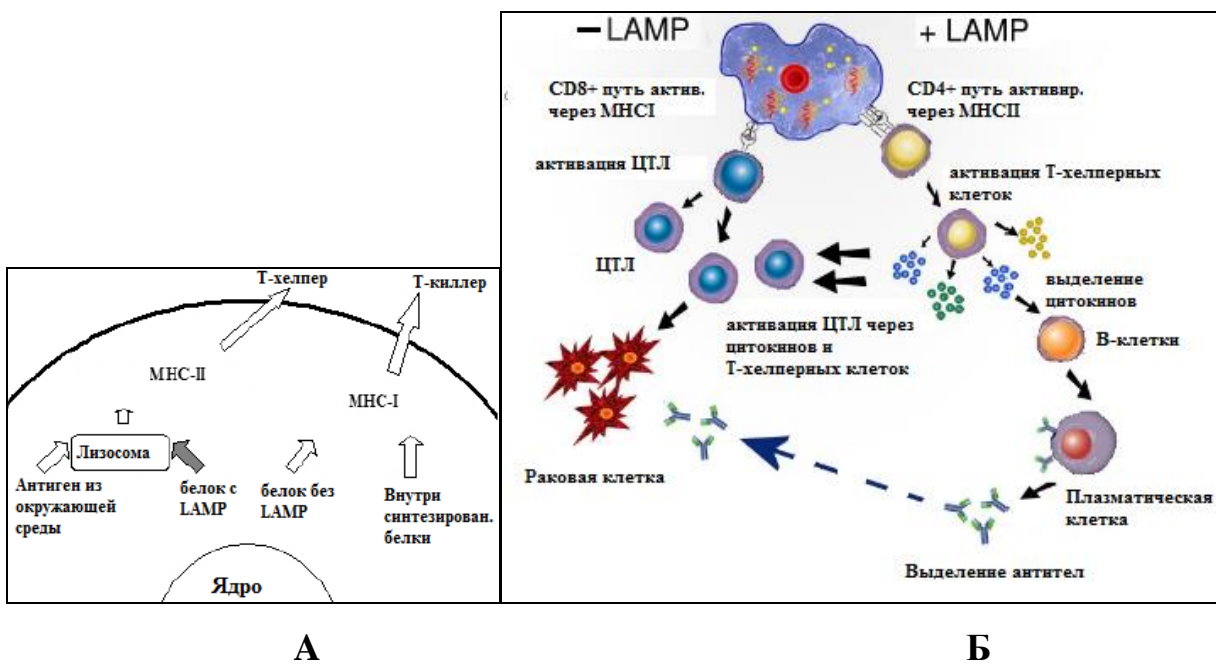 – LAMP
+ LAMP
CD8+ путь актив.
через MHCI
CD4+ путь активир.
через MHCII
активация ЦТЛ
активация Т-хелперных
клеток
ЦТЛ
выделение
цитокинов
активация ЦТЛ через
цитокинов и
Т-хелперных клеток
В-клетки
Раковая клетка
Плазматическая
клетка
Выделение антител
Т-хелпер
Т-киллер
МНС-II
МНС-I
Лизосома
Антиген из
окружающей
среды
белок с
LAMP
белок без
LAMP
Внутри
синтезирован.
белки
Ядро
А
Б